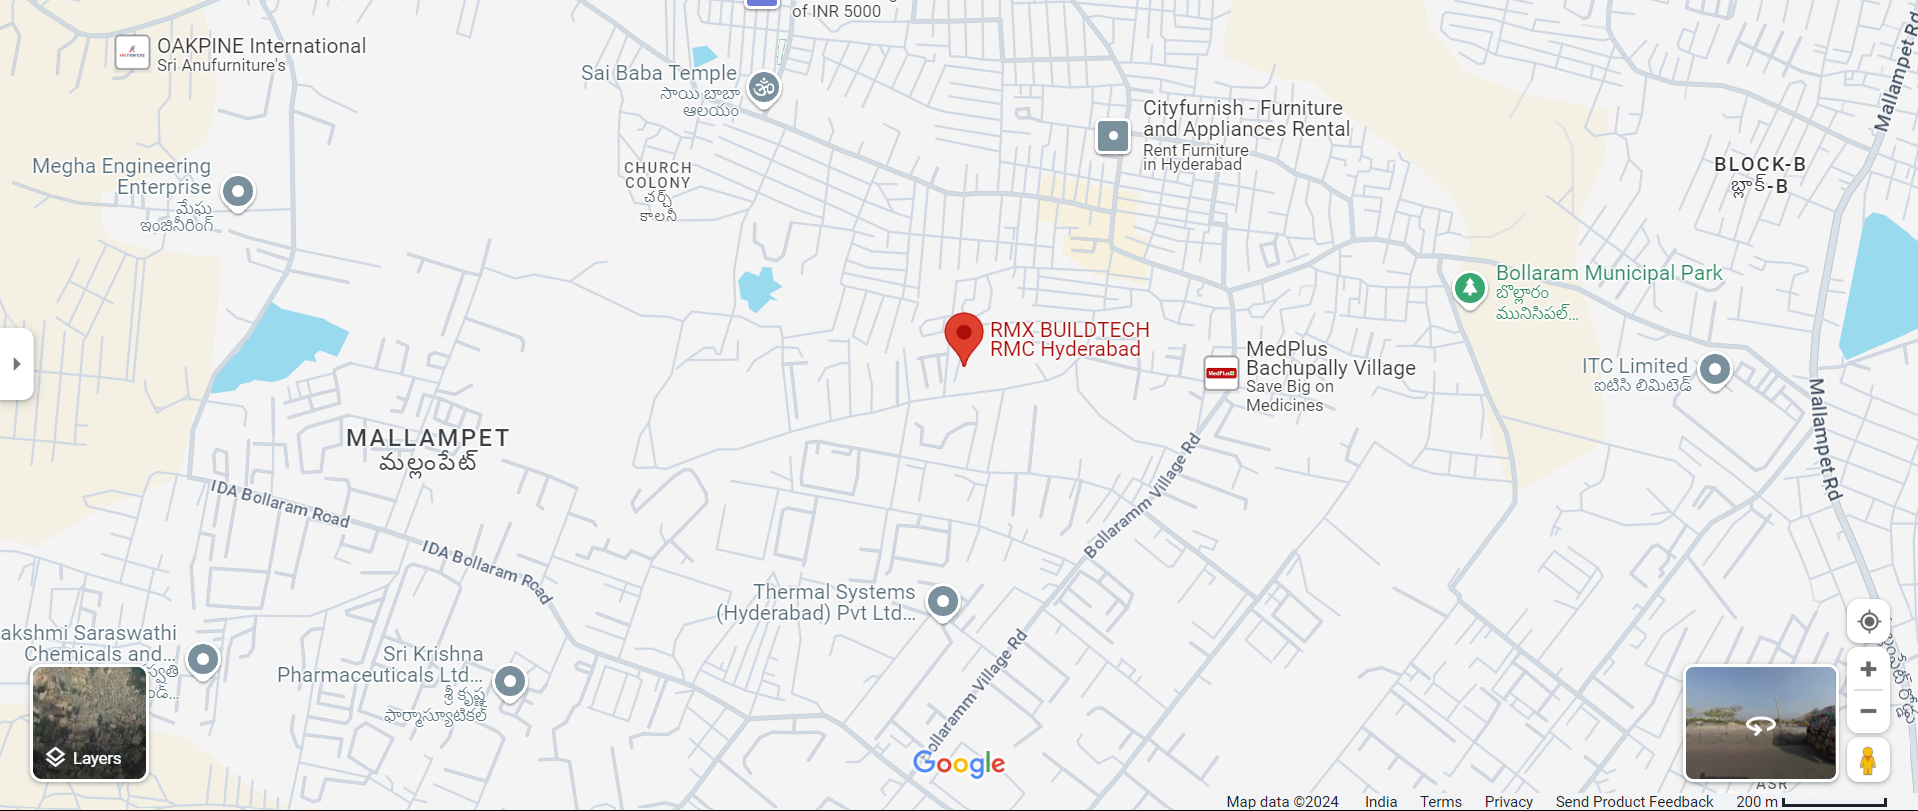 of INR 5000
OAKPINE International
Sri Anufurniture's
Sai Baba Temple
సాయి బాబా
ఆలయం
Cityfurnish - Furniture
and Appliances Rental
Rent Furniture
in Hyderabad
Mallampet Rd
Megha Engineering
Enterprise
మేఘ
ఇంజినీరింగ్
CHURCH
COLONY
చర్చ్
కాలనీ
BLOCK-B
బ్లాక్-B
Bollaram Municipal Park
బొల్లారం
మునిసిపల్...
RMX BUILDTECH
RMC Hyderabad
MedPlus
Bachupally Village
Save Big on
Medicines
MedPlus
ITC Limited
ఐటిసి లిమిటెడ్
Mallampet Rd
MALLAMPET
మల్లంపేట్
IDA Bollaram Road
IDA Bollaram Road
Bollaramm Village Rd
Thermal Systems
(Hyderabad) Pvt Ltd...
Bollaramm Village Rd
akshmi Saraswathi
Chemicals and...
స్వతి
ండ్...
Sri Krishna
Pharmaceuticals Ltd...
శ్రీ కృష్ణ
ఫార్మాస్యూటికల్
Layers
Google
ASR
Map data ©2024
India
Terms
Privacy
Send Product Feedback
200 m